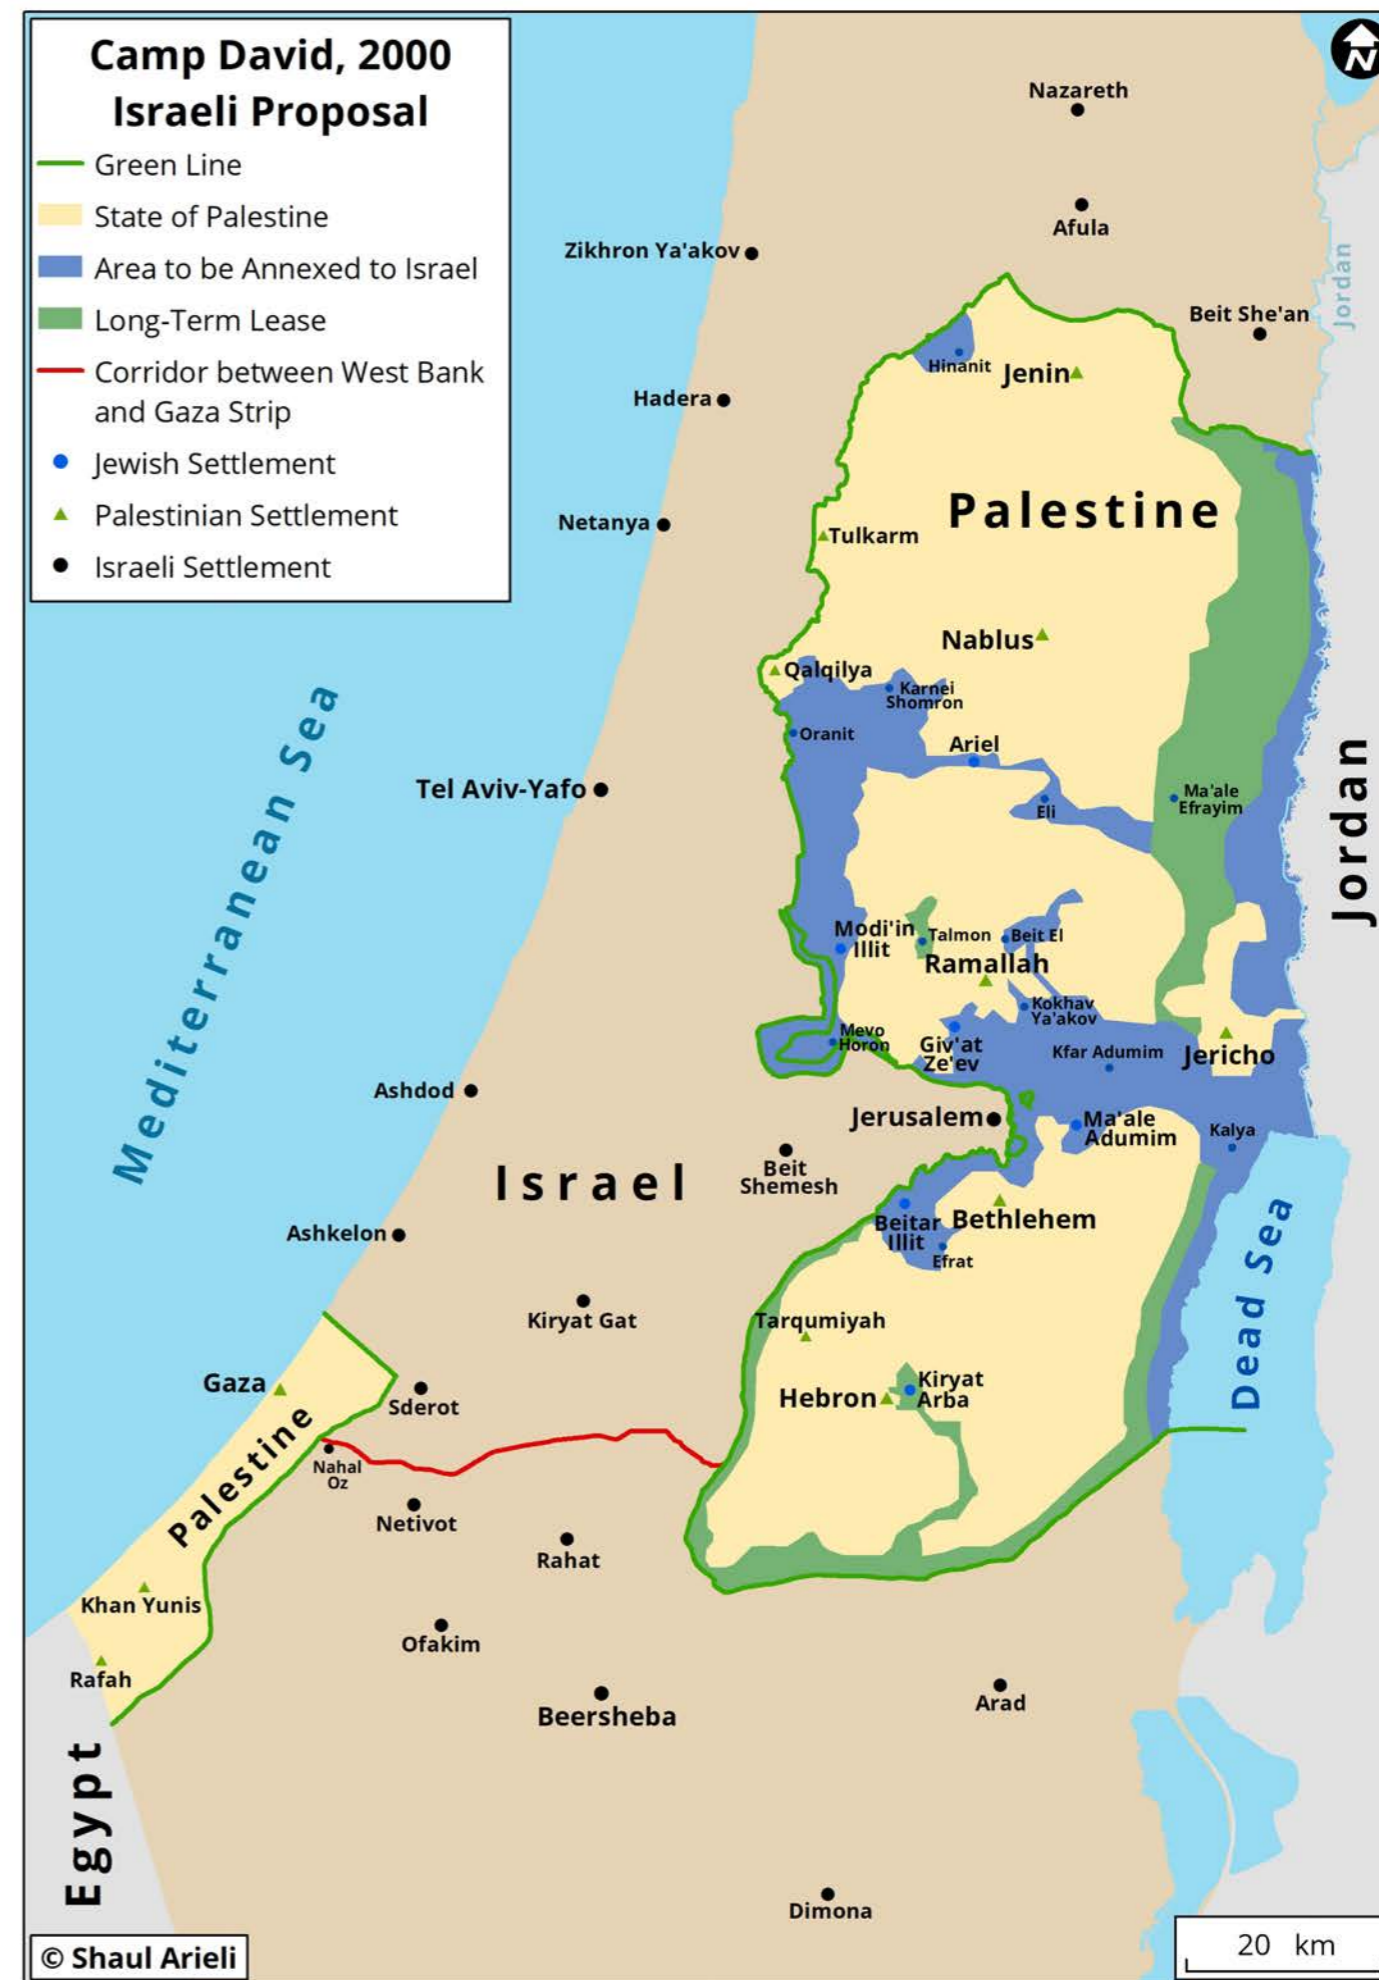 Camp David, 2000
Israeli Proposal
Green Line
State of Palestine
Area to be Annexed to Israel
Long-Term Lease
Corridor between West Bank
and Gaza Strip
Jewish Settlement
Palestinian Settlement
Israeli Settlement
N
Nazareth
Afula
Zikhron Ya'akov
Jordan
Beit She'an
Hinanit
Jenin
Hadera
Palestine
Netanya
Tulkarm
Nablus
Qalqilya
Karnei
Shomron
Oranit
Ariel
Mediterranean Sea
Tel Aviv-Yafo
Eli
Ma'ale
Efrayim
Jordan
Modi'in
Illit
Talmon
Beit El
Ramallah
Kokhav
Ya'akov
Mevo
Horon
Giv'at
Ze'ev
Kfar Adumim
Jericho
Ashdod
Jerusalem
Ma'ale
Adumim
Kalya
Beit
Shemesh
Israel
Beitar
Illit
Bethlehem
Efrat
Dead Sea
Ashkelon
Kiryat Gat
Tarqumiyah
Gaza
Sderot
Hebron
Kiryat
Arba
Palestine
Nahal
Oz
Netivot
Rahat
Khan Yunis
Ofakim
Rafah
Beersheba
Arad
Egypt
Dimona
© Shaul Arieli
20 km